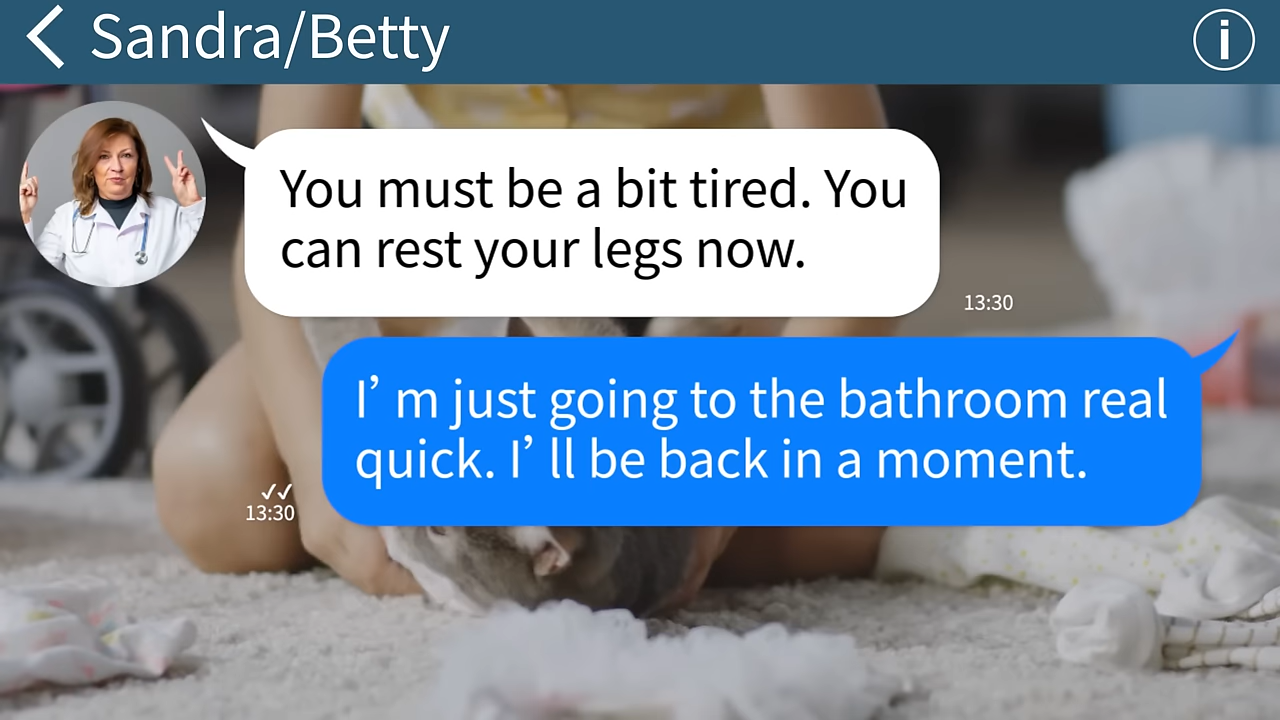 Sandra/Betty
You must be a bit tired. You
can rest your legs now.
13:30
I’ m just going to the bathroom real
quick. I’ ll be back in a moment.
13:30